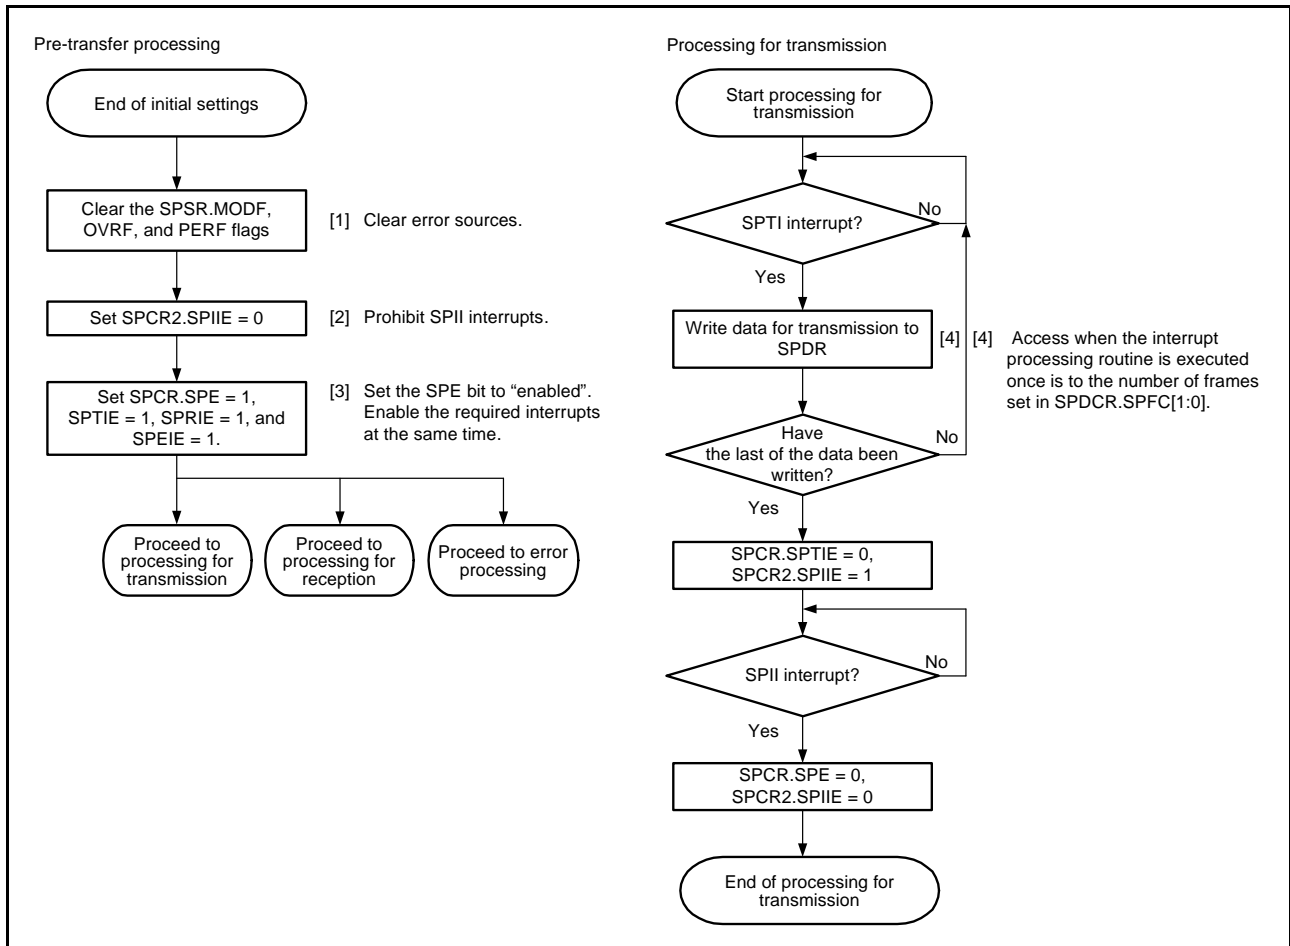 Pre-transfer processing
End of initial settings
Clear the SPSR.MODF,
OVRF, and PERF flags
[1] Clear error sources.
Set SPCR2.SPIIE = 0
[2] Prohibit SPII interrupts.
Set SPCR.SPE = 1,
SPTIE = 1, SPRIE = 1, and
SPEIE = 1.
[3] Set the SPE bit to “enabled”.
Enable the required interrupts
at the same time.
Proceed to
processing for
transmission
Proceed to
processing for
reception
Proceed to error
processing
Processing for transmission
Start processing for
transmission
SPTI interrupt?
No
Yes
Write data for transmission to
SPDR
[4]
[4] Access when the interrupt
processing routine is executed
once is to the number of frames
set in SPDCR.SPFC[1:0].
Have
the last of the data been
written?
No
Yes
SPCR.SPTIE = 0,
SPCR2.SPIIE = 1
SPII interrupt?
No
Yes
SPCR.SPE = 0,
SPCR2.SPIIE = 0
End of processing for
transmission